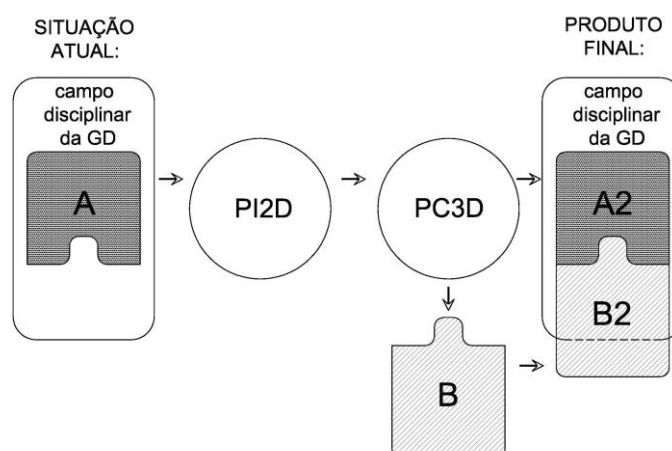 SITUAÇÃO
ATUAL:
campo
disciplinar
da GD
A
PI2D
PC3D
B
PRODUTO
FINAL:
campo
disciplinar
da GD
A2
B2